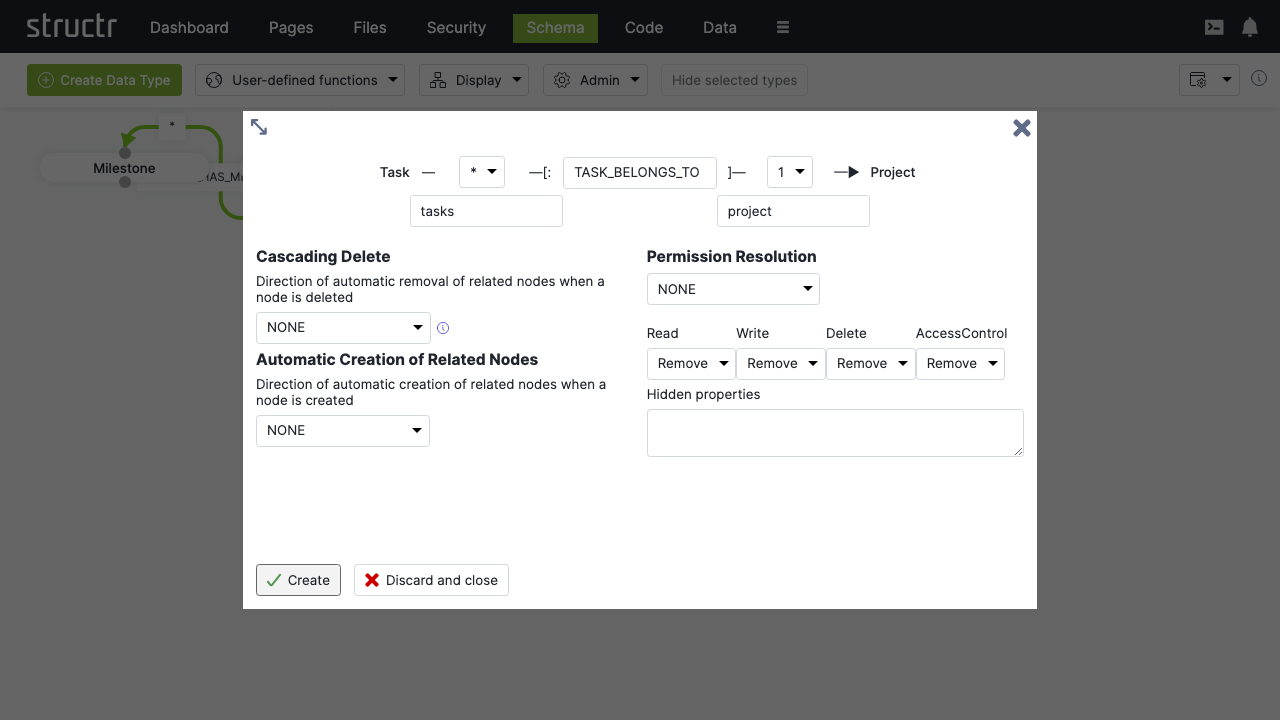 structr Dashboard Pages Files Security Schema Code Data
Create Data Type User-defined functions Display Admin Hide selected types
*
Milestone
Task — * —[: TASK_BELONGS_TO ]— 1 —▶ Project
tasks project
Cascading Delete
Direction of automatic removal of related nodes when a
node is deleted
NONE
Automatic Creation of Related Nodes
Direction of automatic creation of related nodes when a
node is created
NONE
Permission Resolution
NONE
Read Write Delete AccessControl
Remove Remove Remove Remove
Hidden properties
Create Discard and close